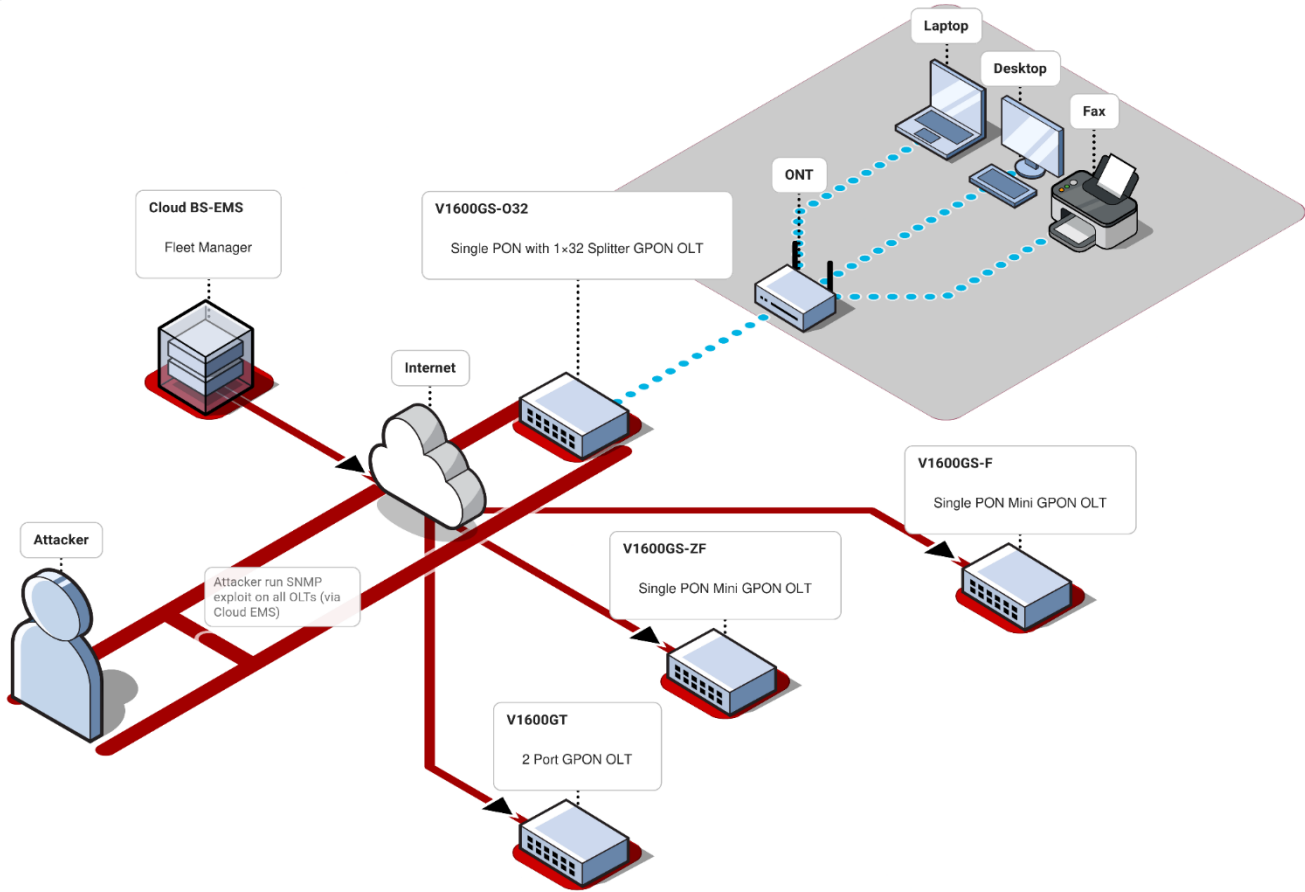 Laptop
Desktop
Fax
ONT
Cloud BS-EMS
Fleet Manager
V1600GS-O32
Single PON with 1×32 Splitter GPON OLT
Internet
V1600GS-F
Single PON Mini GPON OLT
Attacker
V1600GS-ZF
Single PON Mini GPON OLT
Attacker run SNMP
exploit on all OLTs (via
Cloud EMS)
V1600GT
2 Port GPON OLT